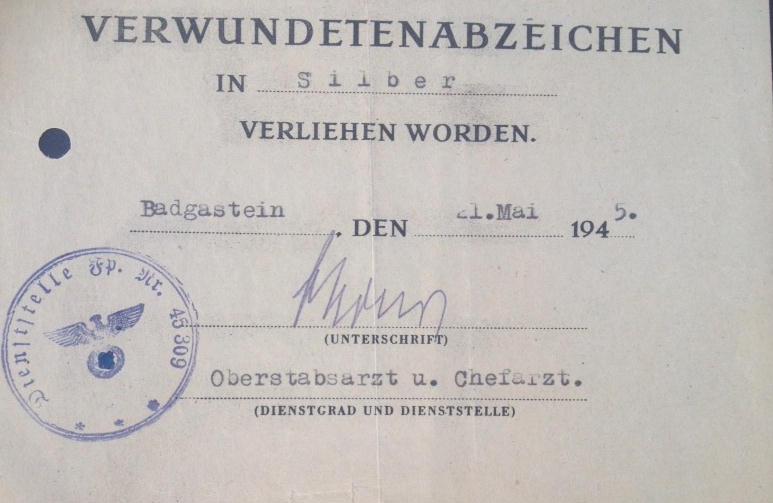 VERWUNDETENABZEICHEN
IN Silber
VERLIEHEN WORDEN.
Badgastein, DEN 21.Mai 1945.
(UNTERSCHRIFT)
Oberstabsarzt u. Chefarzt.
(DIENSTGRAD UND DIENSTSTELLE)
Dienststelle Fp. Nr. 45309